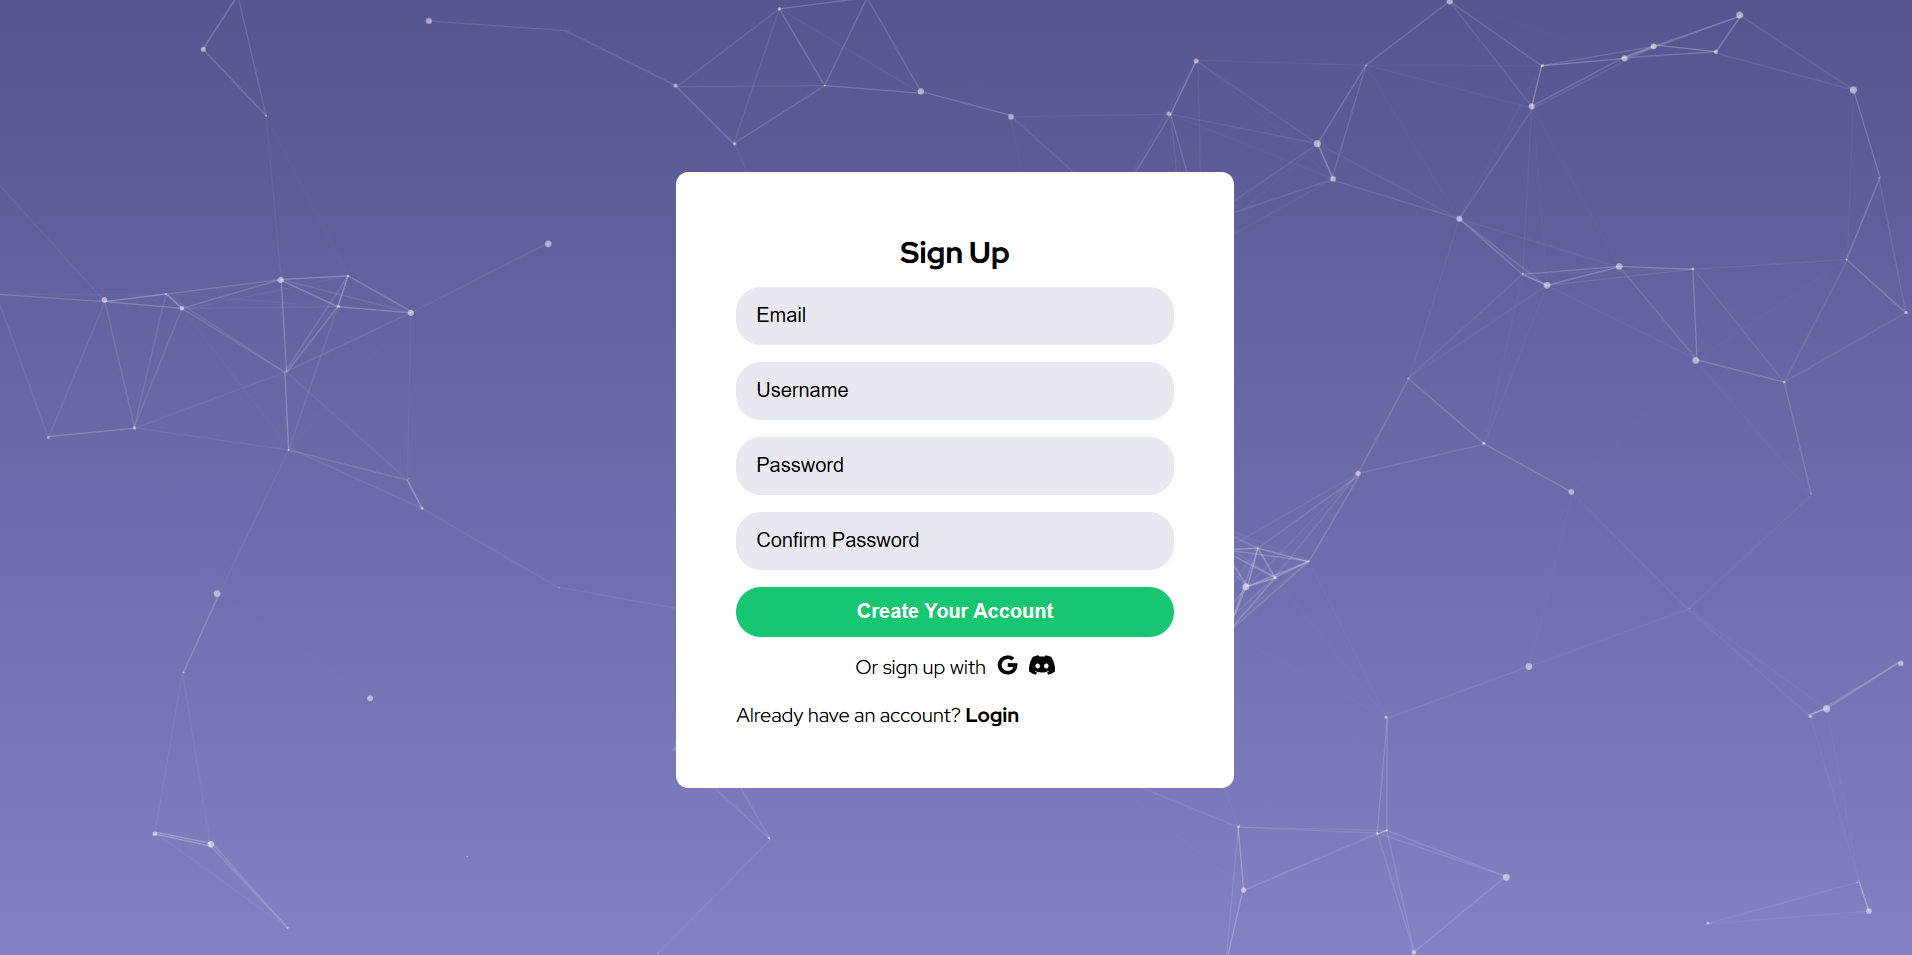 Sign Up
Email
Username
Password
Confirm Password
Create Your Account
Or sign up with
Already have an account? Login